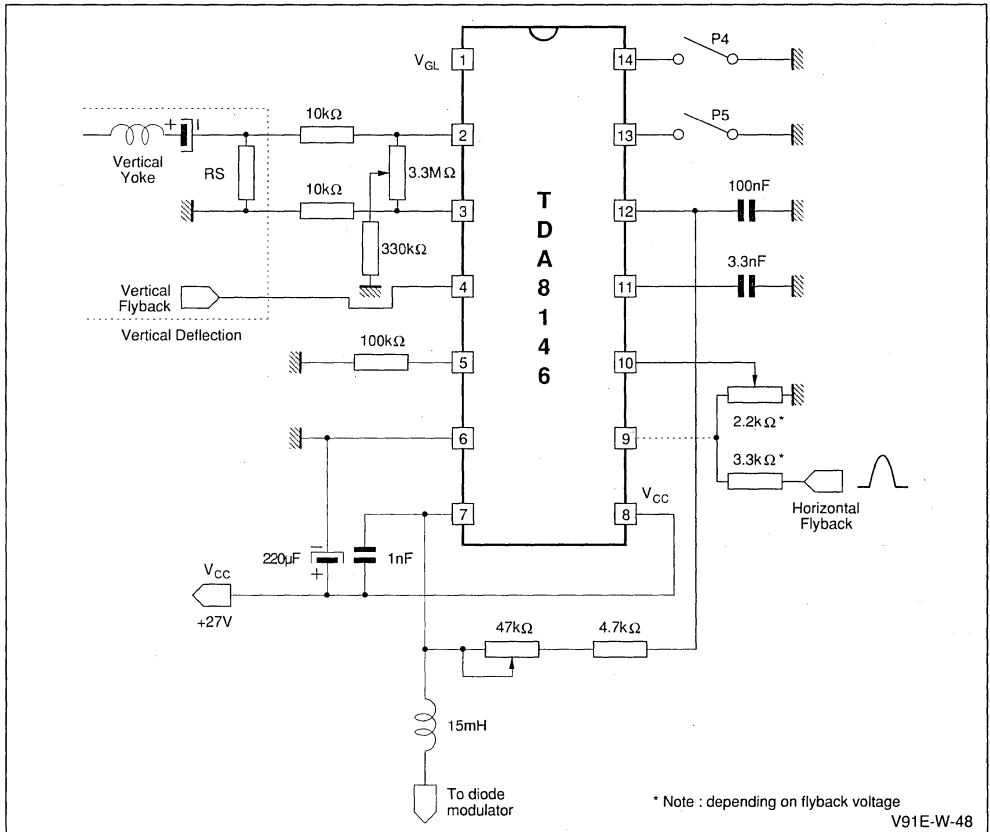 V_GL
1
14
P4
10kΩ
2
13
P5
Vertical
Yoke
RS
3.3MΩ
10kΩ
3
T
D
A
8
1
4
6
12
100nF
330kΩ
3.3nF
Vertical
Flyback
4
11
Vertical Deflection
100kΩ
5
10
2.2kΩ*
6
9
3.3kΩ*
V_CC
Horizontal
Flyback
7
8
220µF
–
+
1nF
V_CC
+27V
47kΩ
4.7kΩ
15mH
To diode
modulator
* Note : depending on flyback voltage
V91E-W-48